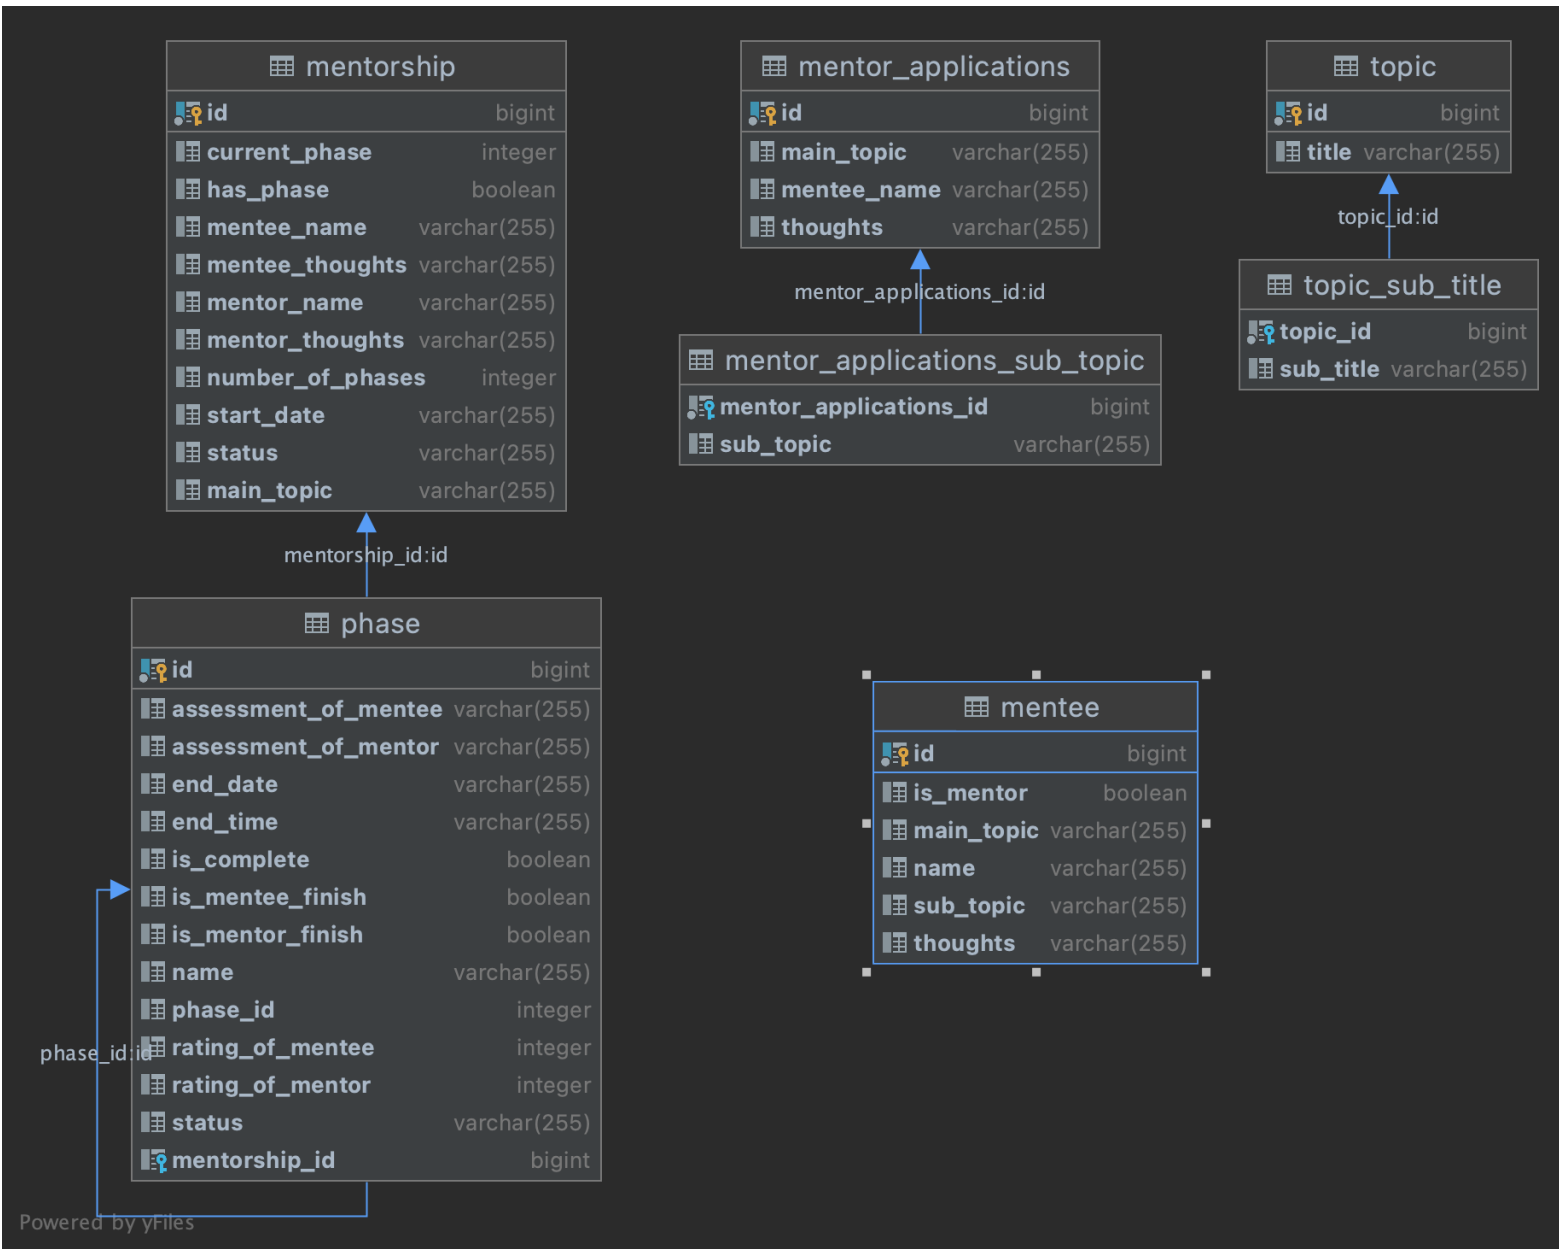 mentorship
id bigint
current_phase integer
has_phase boolean
mentee_name varchar(255)
mentee_thoughts varchar(255)
mentor_name varchar(255)
mentor_thoughts varchar(255)
number_of_phases integer
start_date varchar(255)
status varchar(255)
main_topic varchar(255)
mentorship_id:id
phase
id bigint
assessment_of_mentee varchar(255)
assessment_of_mentor varchar(255)
end_date varchar(255)
end_time varchar(255)
is_complete boolean
is_mentee_finish boolean
is_mentor_finish boolean
name varchar(255)
phase_id integer
rating_of_mentee integer
rating_of_mentor integer
status varchar(255)
mentorship_id bigint
phase_id:id
mentor_applications
id bigint
main_topic varchar(255)
mentee_name varchar(255)
thoughts varchar(255)
mentor_applications_id:id
mentor_applications_sub_topic
mentor_applications_id bigint
sub_topic varchar(255)
topic
id bigint
title varchar(255)
topic_id:id
topic_sub_title
topic_id bigint
sub_title varchar(255)
mentee
id bigint
is_mentor boolean
main_topic varchar(255)
name varchar(255)
sub_topic varchar(255)
thoughts varchar(255)
Powered by yFiles